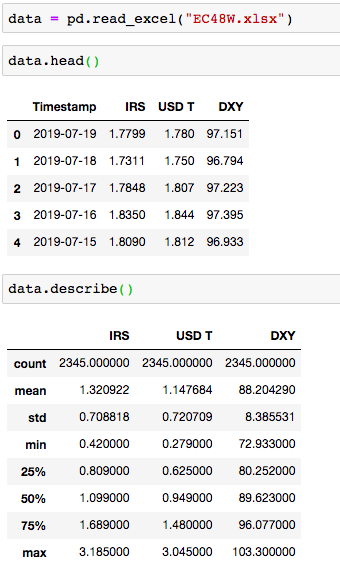 data = pd.read_excel("EC48W.xlsx")
data.head()
Timestamp IRS USD T DXY
0 2019-07-19 1.7799 1.780 97.151
1 2019-07-18 1.7311 1.750 96.794
2 2019-07-17 1.7848 1.807 97.223
3 2019-07-16 1.8350 1.844 97.395
4 2019-07-15 1.8090 1.812 96.933
data.describe()
IRS USD T DXY
count 2345.000000 2345.000000 2345.000000
mean 1.320922 1.147684 88.204290
std 0.708818 0.720709 8.385531
min 0.420000 0.279000 72.933000
25% 0.809000 0.625000 80.252000
50% 1.099000 0.949000 89.623000
75% 1.689000 1.480000 96.077000
max 3.185000 3.045000 103.300000